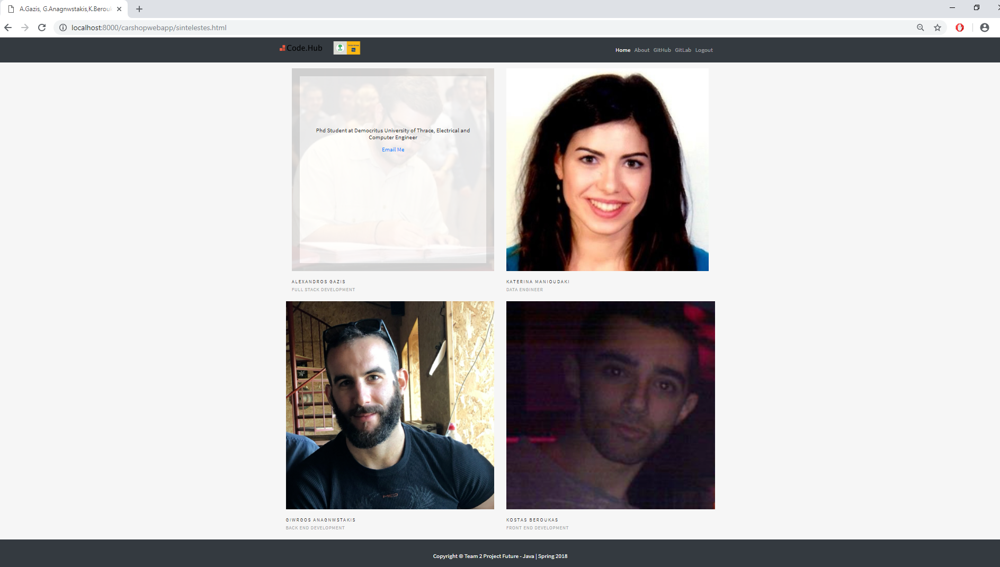 A.Gazis, G.Anagnwstakis,K.Berouk
localhost:8000/carshopwebapp/sintelestes.html
Code.Hub
Home About GitHub GitLab Logout
Phd Student at Democritus University of Thrace, Electrical and
Computer Engineer
Email Me
ALEXANDROS GAZIS
FULL STACK DEVELOPMENT
KATERINA MANIOUDAKI
DATA ENGINEER
GIWRGOS ANAGNWSTAKIS
BACK END DEVELOPMENT
KOSTAS BEROUKAS
FRONT END DEVELOPMENT
Copyright © Team 2 Project Future - Java | Spring 2018